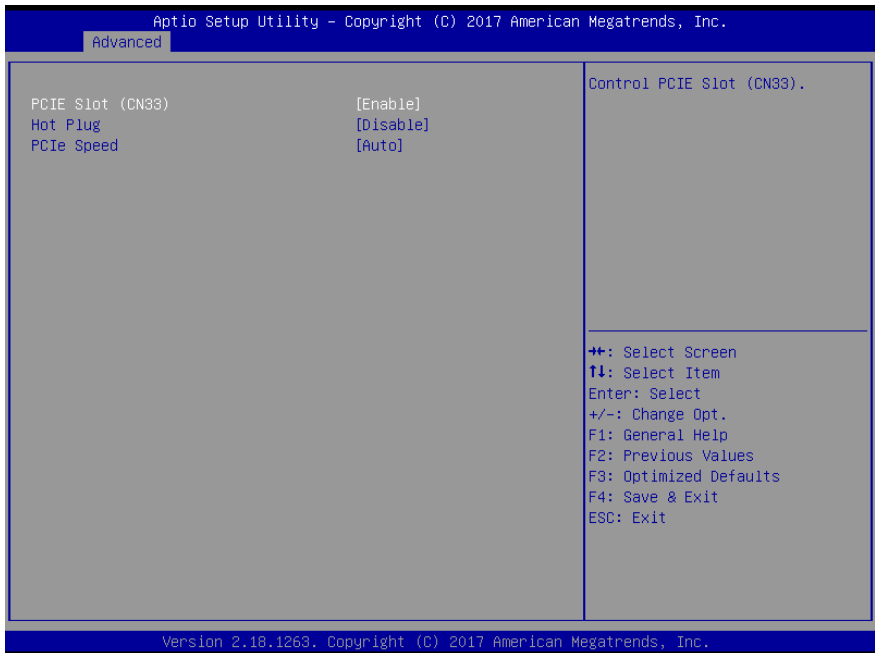 Aptio Setup Utility – Copyright (C) 2017 American Megatrends, Inc.
Advanced
PCIE Slot (CN33) [Enable]
Hot Plug [Disable]
PCIe Speed [Auto]
Control PCIE Slot (CN33).
→←: Select Screen
↑↓: Select Item
Enter: Select
+/-: Change Opt.
F1: General Help
F2: Previous Values
F3: Optimized Defaults
F4: Save & Exit
ESC: Exit
Version 2.18.1263. Copyright (C) 2017 American Megatrends, Inc.